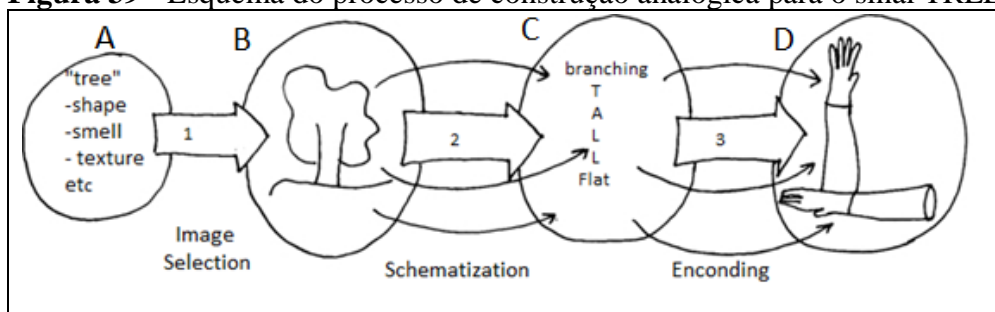 Figura 39 - Esquema do processo de construção analógica para o sinal TREE
A
B
C
D
"tree"
-shape
-smell
- texture
etc
1
2
3
branching
T
A
L
L
Flat
Image
Selection
Schematization
Enconding